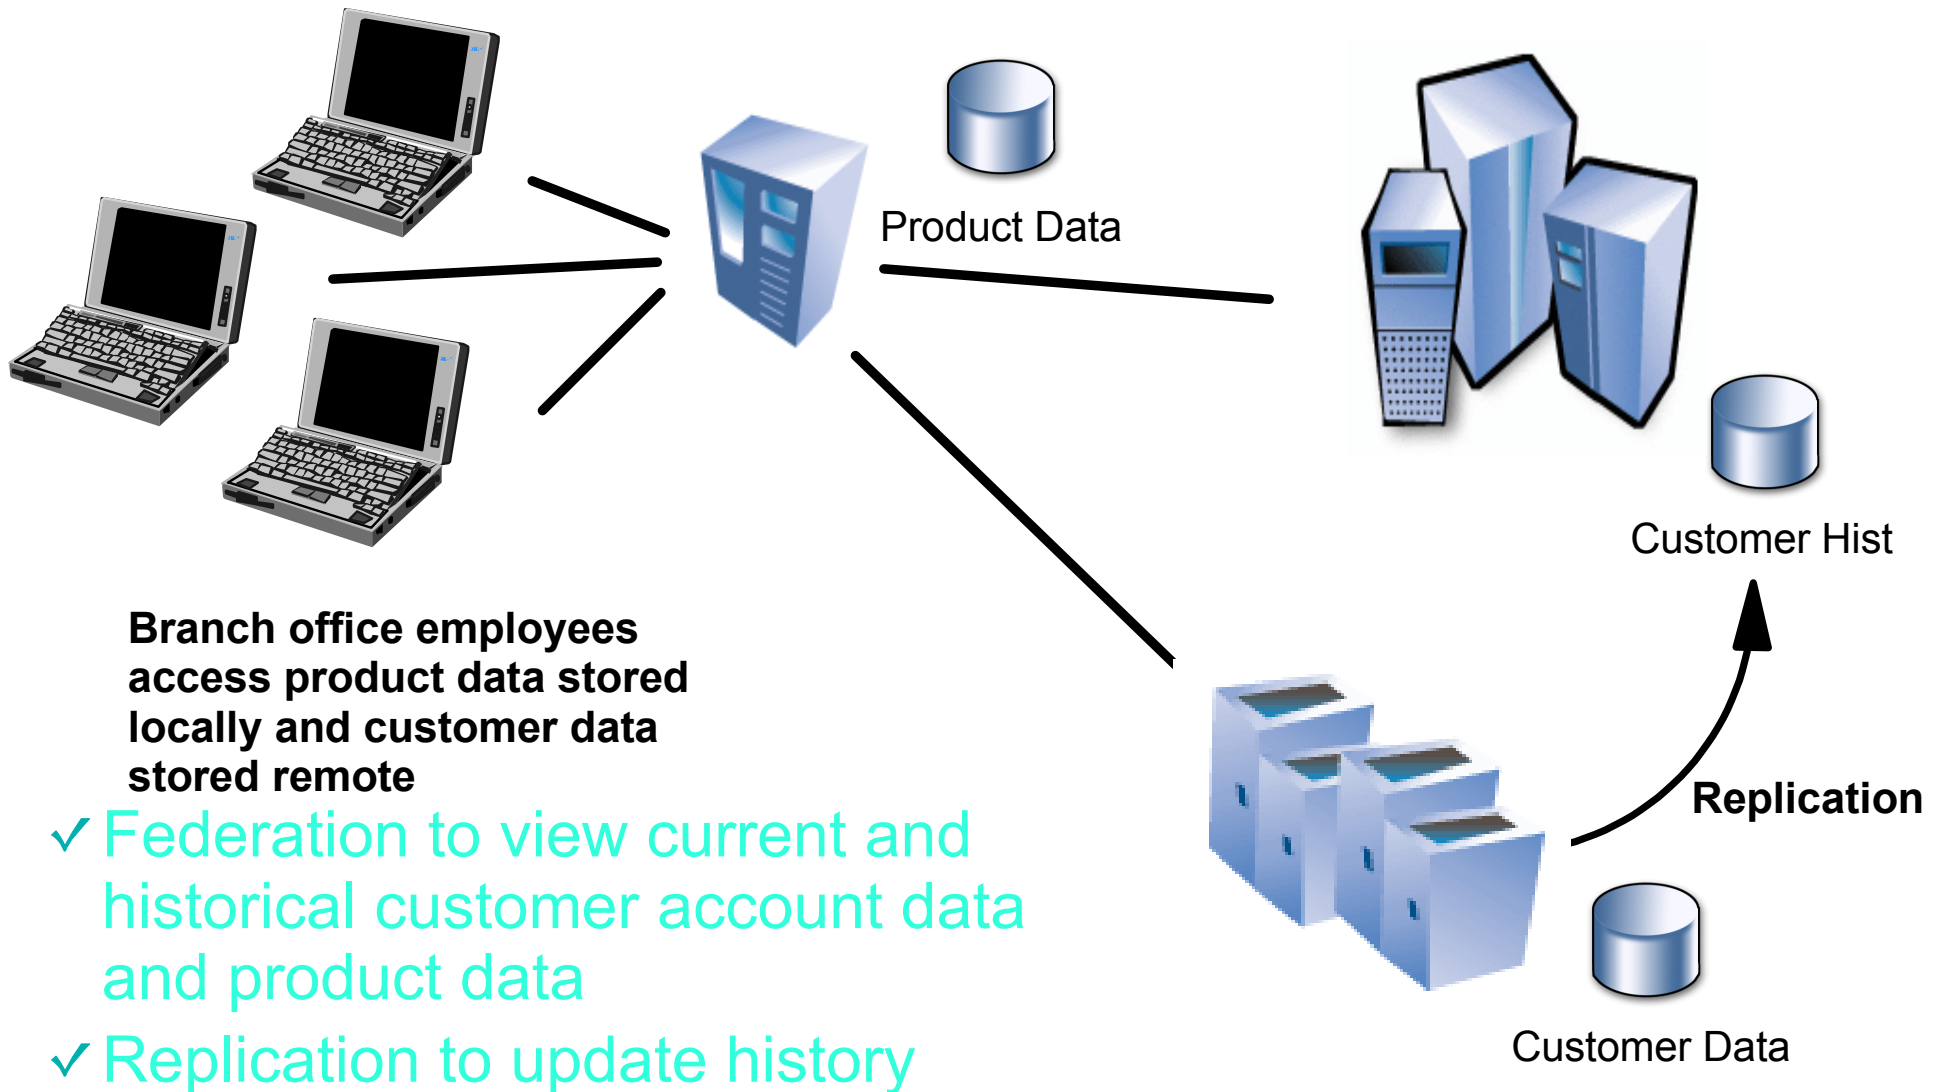 Product Data
Customer Hist
Branch office employees
access product data stored
locally and customer data
stored remote
Replication
✓ Federation to view current and
historical customer account data
and product data
✓ Replication to update history
Customer Data